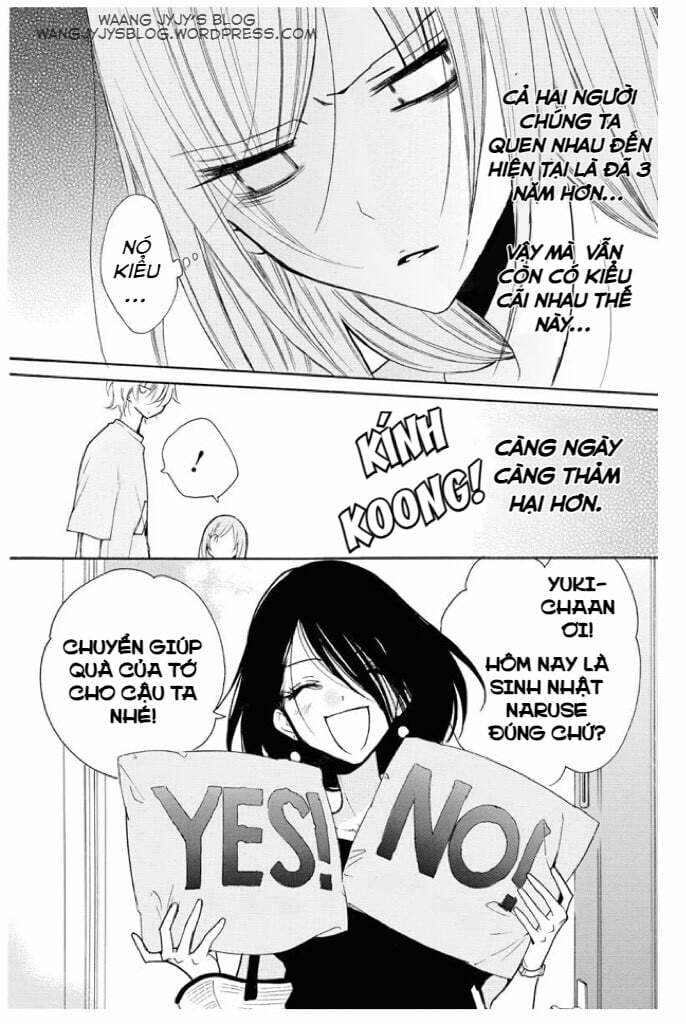 WAANG JYJY'S BLOG
WANGJYJYSBLOG.WORDPRESS.COM
CẢ HAI NGƯỜI
CHÚNG TA
QUEN NHAU ĐẾN
HIỆN TẠI LÀ ĐÃ 3
NĂM HƠN...
VẬY MÀ VẪN
CÒN CÓ KIỂU
CÃI NHAU THẾ
NÀY...
NÓ
KIỂU
...
!
KÍNH
KOONG!
CÀNG NGÀY
CÀNG THẢM
HẠI HƠN.
YUKI-
CHAAN
ƠI!
HÔM NAY LÀ
SINH NHẬT
NARUSE
ĐÚNG CHỨ?
CHUYỂN GIÚP
QUÀ CỦA TỚ
CHO CẬU TA
NHÉ!
YES!
NO!